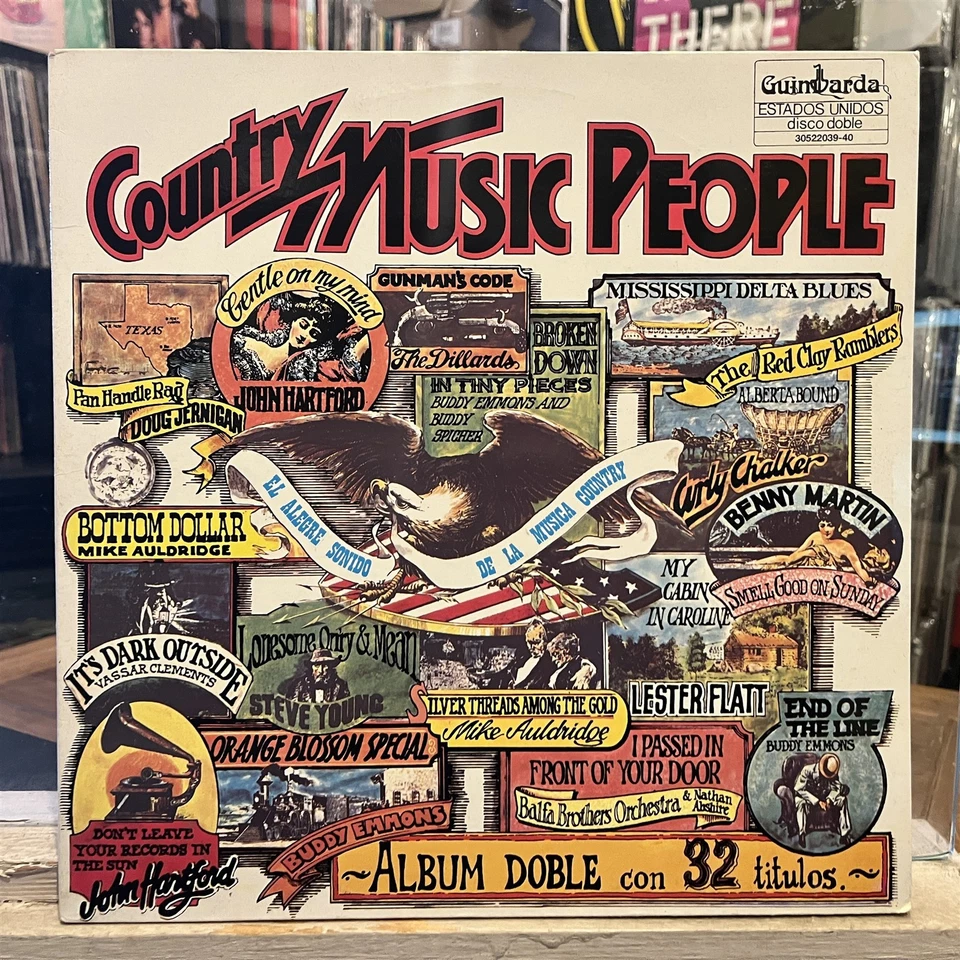 THERE
Guimbarda
ESTADOS UNIDOS
disco doble
30522039-40
Country Music People
TEXAS
Pan Handle Rag
DOUG JERNIGAN
Gentle on my mind
JOHN HARTFORD
GUNMAN'S CODE
The Dillards
BROKEN
DOWN
IN TINY PIECES
BUDDY EMMONS AND
BUDDY
SPICHER
MISSISSIPPI DELTA BLUES
The Red Clay Ramblers
ALBERTA BOUND
Curly Chalker
BENNY MARTIN
SMELL GOOD ON SUNDAY
EL ALEGRE SONIDO
DE LA MUSICA COUNTRY
BOTTOM DOLLAR
MIKE AULDRIDGE
MY
CABIN
IN CAROLINE
LESTER FLATT
IT'S DARK OUTSIDE
VASSAR CLEMENTS
Lonesome Onry & Mean
STEVE YOUNG
SILVER THREADS AMONG THE GOLD
Mike Auldridge
END OF
THE LINE
BUDDY EMMONS
ORANGE BLOSSOM SPECIAL
BUDDY EMMONS
I PASSED IN
FRONT OF YOUR DOOR
Balfa Brothers Orchestra & Nathan
Abshire
DON'T LEAVE
YOUR RECORDS IN
THE SUN
John Hartford
~ALBUM DOBLE con 32 titulos.~